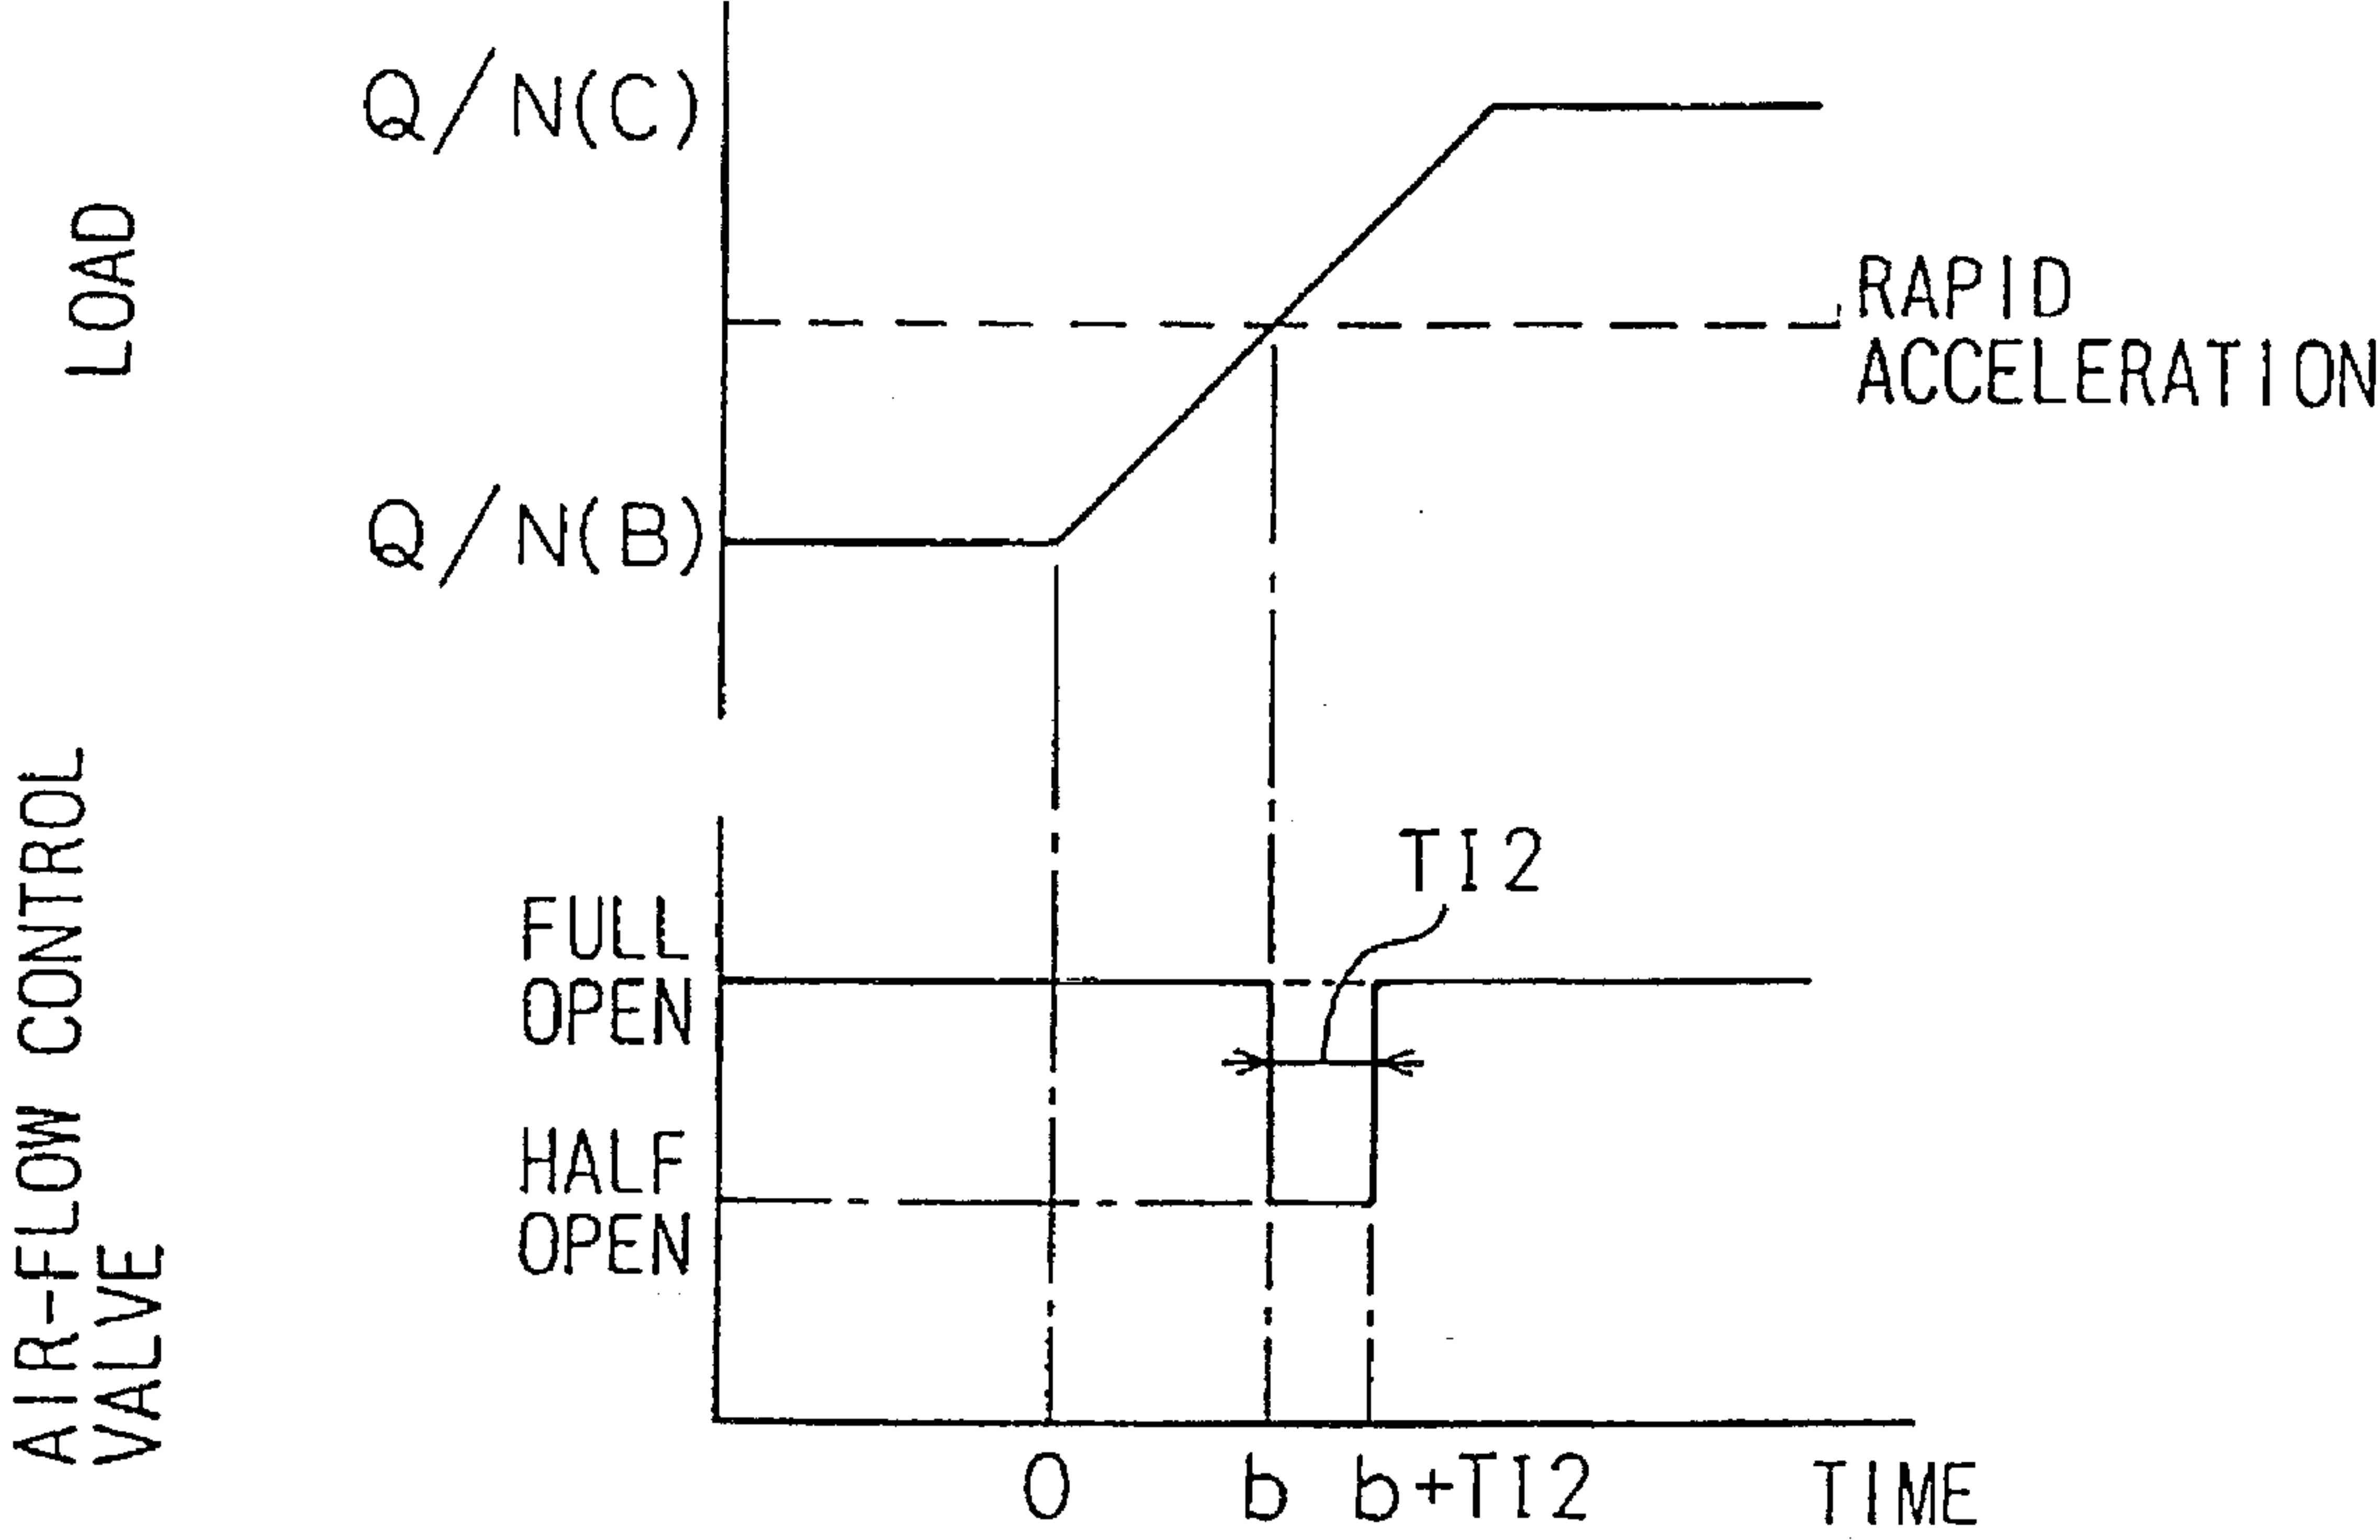 Q/N(C)
LOAD
RAPID
ACCELERATION
Q/N(B)
AIR-FLOW CONTROL
VALVE
TI2
FULL
OPEN
HALF
OPEN
0
b
b+TI2
TIME